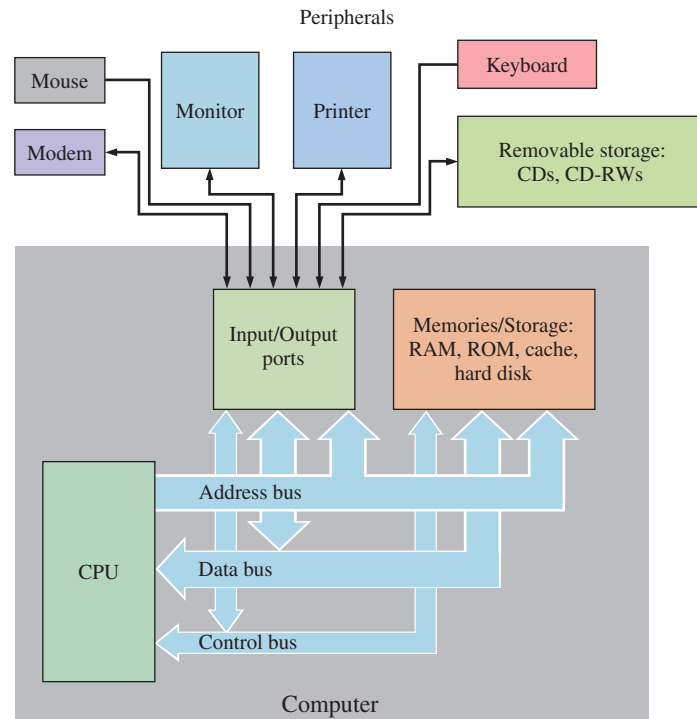 Peripherals
Mouse
Modem
Monitor
Printer
Keyboard
Removable storage:
CDs, CD-RWs
Input/Output
ports
Memories/Storage:
RAM, ROM, cache,
hard disk
CPU
Address bus
Data bus
Control bus
Computer